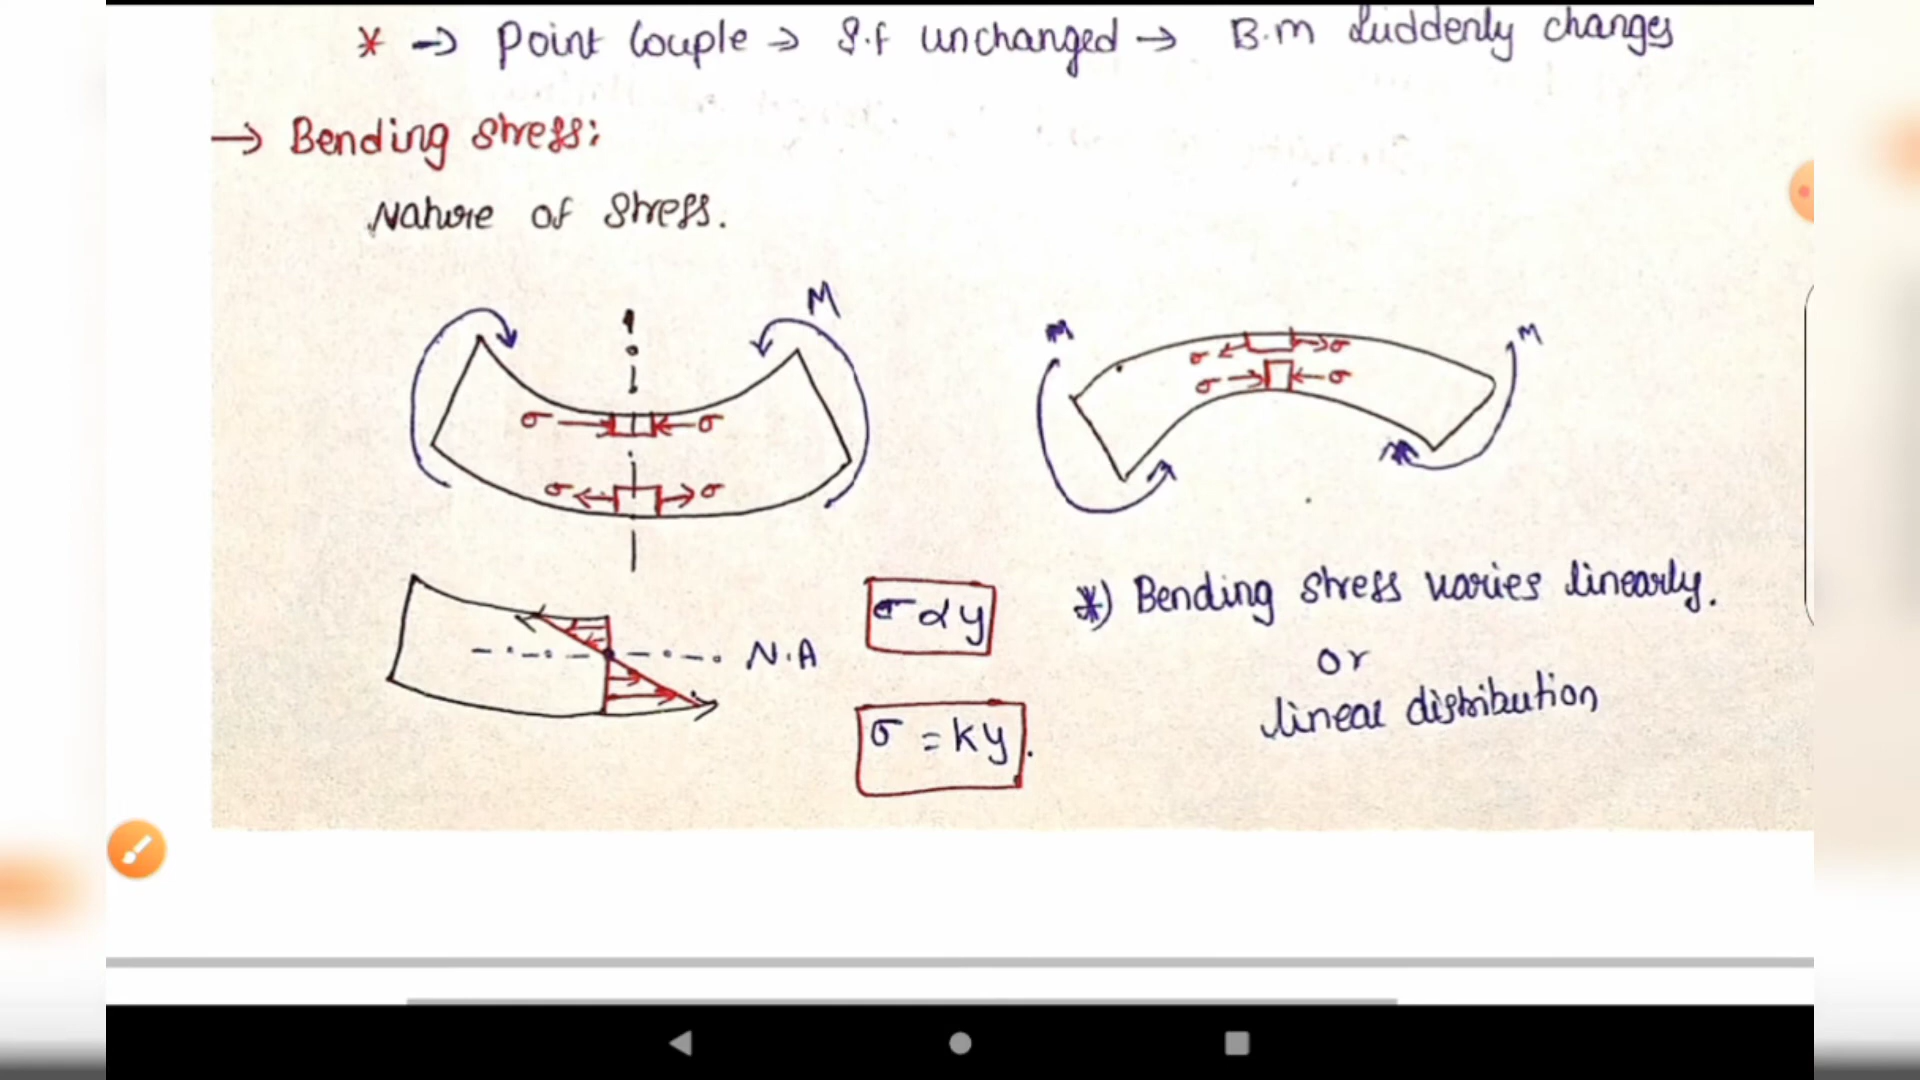 * → Point Couple → S.f unchanged → B.m Suddenly changes
→ Bending Stress:
Nature of Stress.
M
σ σ
σ σ
M M
σ σ
σ σ
N.A
σ α y
σ = ky.
*) Bending stress varies linearly.
or
linear distribution